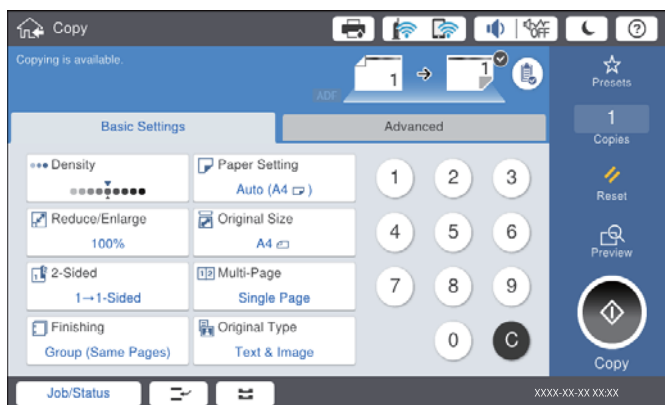 Copy
OFF
?
Copying is available.
ADF
1
1
Presets
Basic Settings
Advanced
1
Copies
Density
Paper Setting
Auto (A4 )
1
2
3
Reset
Reduce/Enlarge
100%
Original Size
A4
4
5
6
Preview
2-Sided
1→1-Sided
Multi-Page
Single Page
7
8
9
Finishing
Group (Same Pages)
Original Type
Text & Image
0
C
Copy
Job/Status
XXXX-XX-XX XX:XX